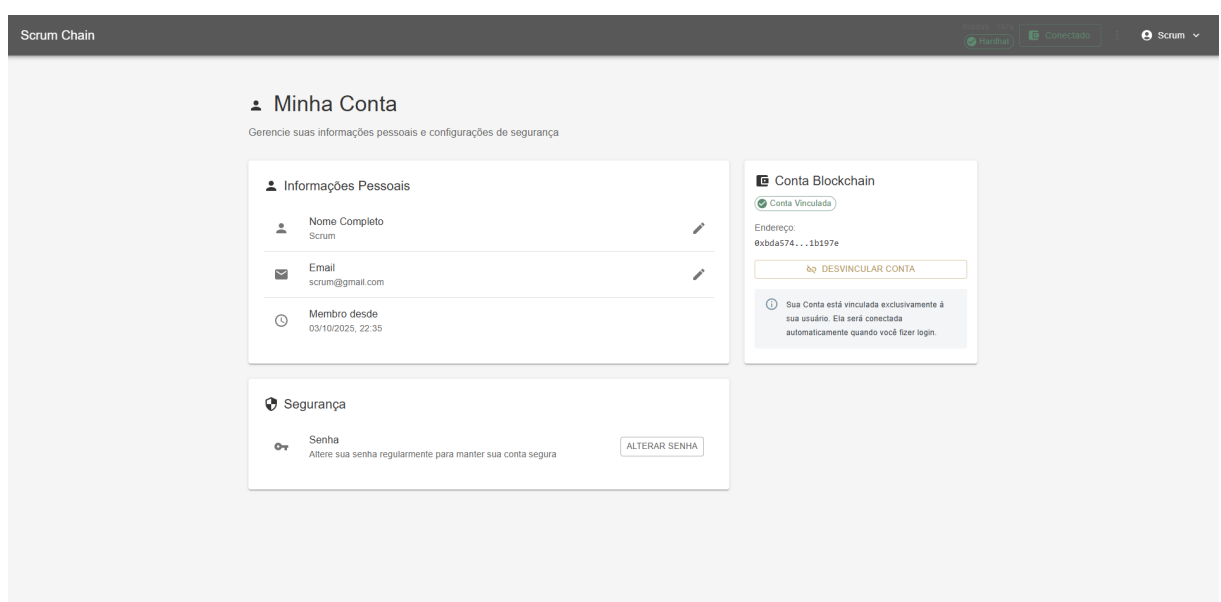 Scrum Chain
Hardhat
Conectado
Scrum
Minha Conta
Gerencie suas informações pessoais e configurações de segurança
Informações Pessoais
Nome Completo
Scrum
Email
scrum@gmail.com
Membro desde
03/10/2025, 22:35
Conta Blockchain
Conta Vinculada
Endereço:
0xbda574...1b197e
DESVINCULAR CONTA
Sua Conta está vinculada exclusivamente á
sua usuário. Ela será conectada
automaticamente quando você fizer login.
Segurança
Senha
Altere sua senha regularmente para manter sua conta segura
ALTERAR SENHA